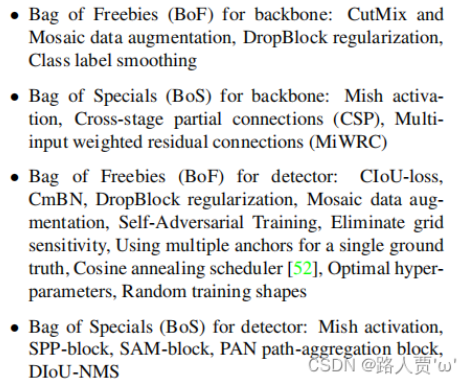 • Bag of Freebies (BoF) for backbone: CutMix and
Mosaic data augmentation, DropBlock regularization,
Class label smoothing
• Bag of Specials (BoS) for backbone: Mish activa-
tion, Cross-stage partial connections (CSP), Multi-
input weighted residual connections (MiWRC)
• Bag of Freebies (BoF) for detector: CIoU-loss,
CmBN, DropBlock regularization, Mosaic data aug-
mentation, Self-Adversarial Training, Eliminate grid
sensitivity, Using multiple anchors for a single ground
truth, Cosine annealing scheduler [52], Optimal hyper-
parameters, Random training shapes
• Bag of Specials (BoS) for detector: Mish activation,
SPP-block, SAM-block, PAN path-aggregation block,
DIoU-NMS
CSDN @路人贾'ω'